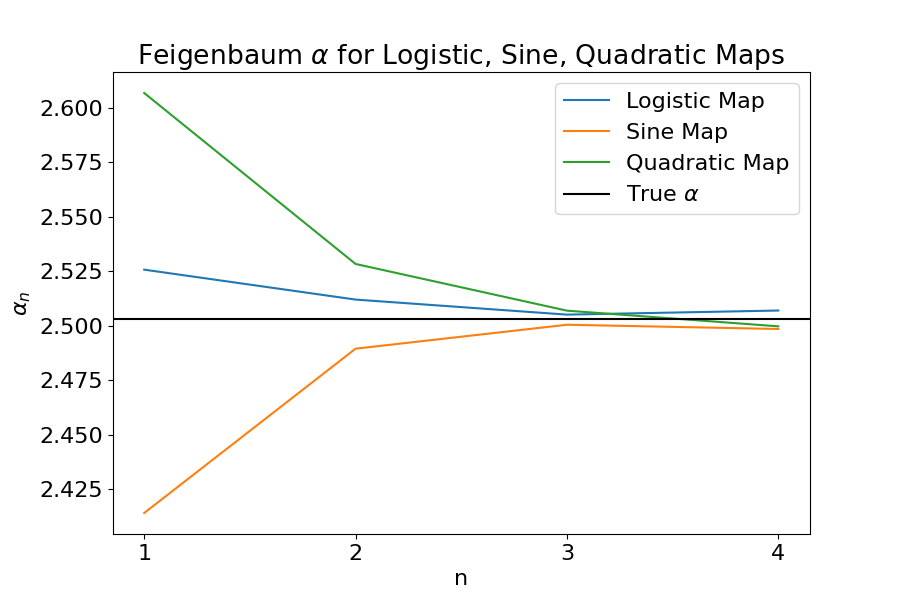 Feigenbaum α for Logistic, Sine, Quadratic Maps
2.600
2.575
2.550
2.525
2.500
2.475
2.450
2.425
αn
Logistic Map
Sine Map
Quadratic Map
True α
1 2 3 4
n